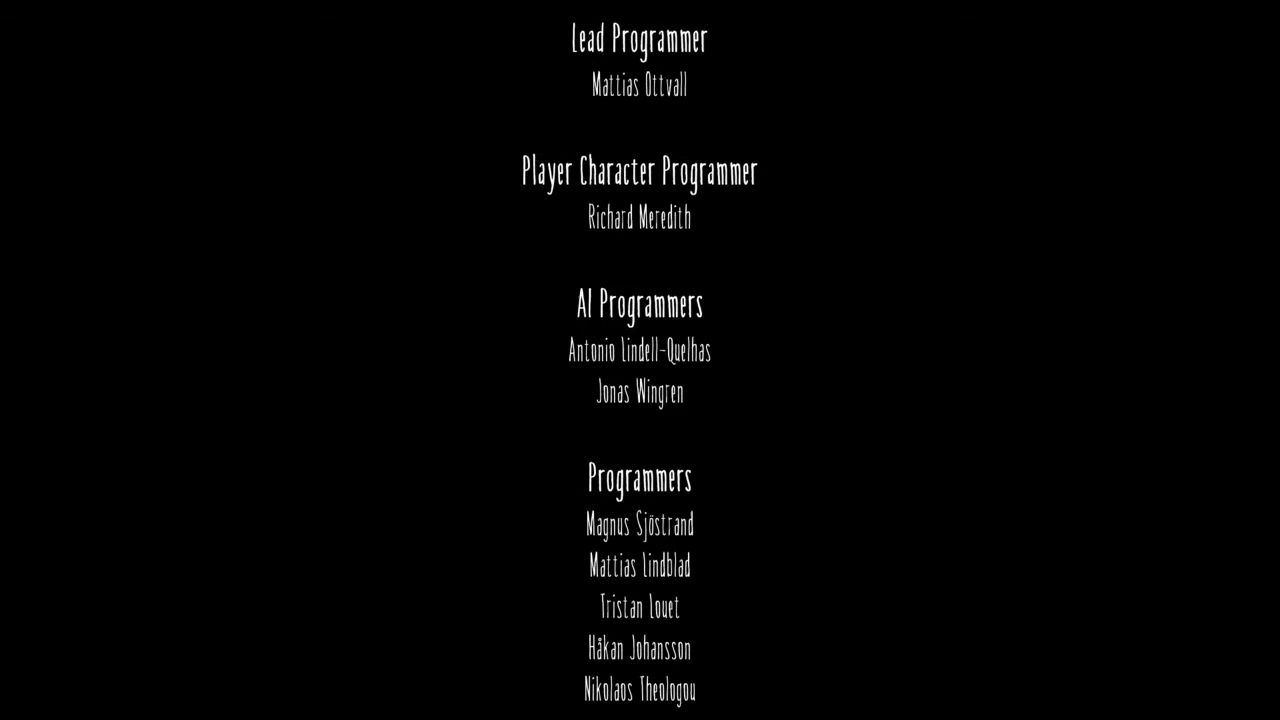 Lead Programmer
Mattias Ottvall
Player Character Programmer
Richard Meredith
AI Programmers
Antonio Lindell-Quelhas
Jonas Wingren
Programmers
Magnus Sjöstrand
Mattias Lindblad
Tristan Louet
Håkan Johansson
Nikolaos Theologou